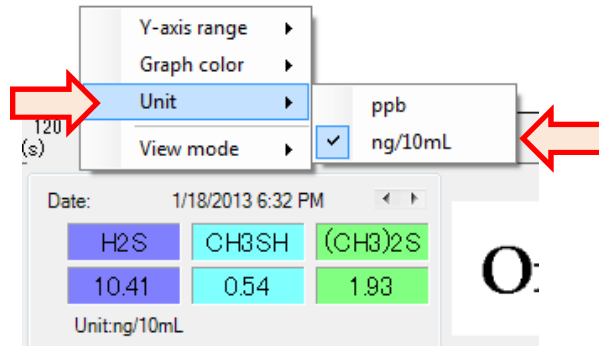 Y-axis range
Graph color
Unit
View mode
ppb
ng/10mL
120
(s)
Date: 1/18/2013 6:32 PM
H2S CH3SH (CH3)2S
10.41 0.54 1.93
Unit:ng/10mL